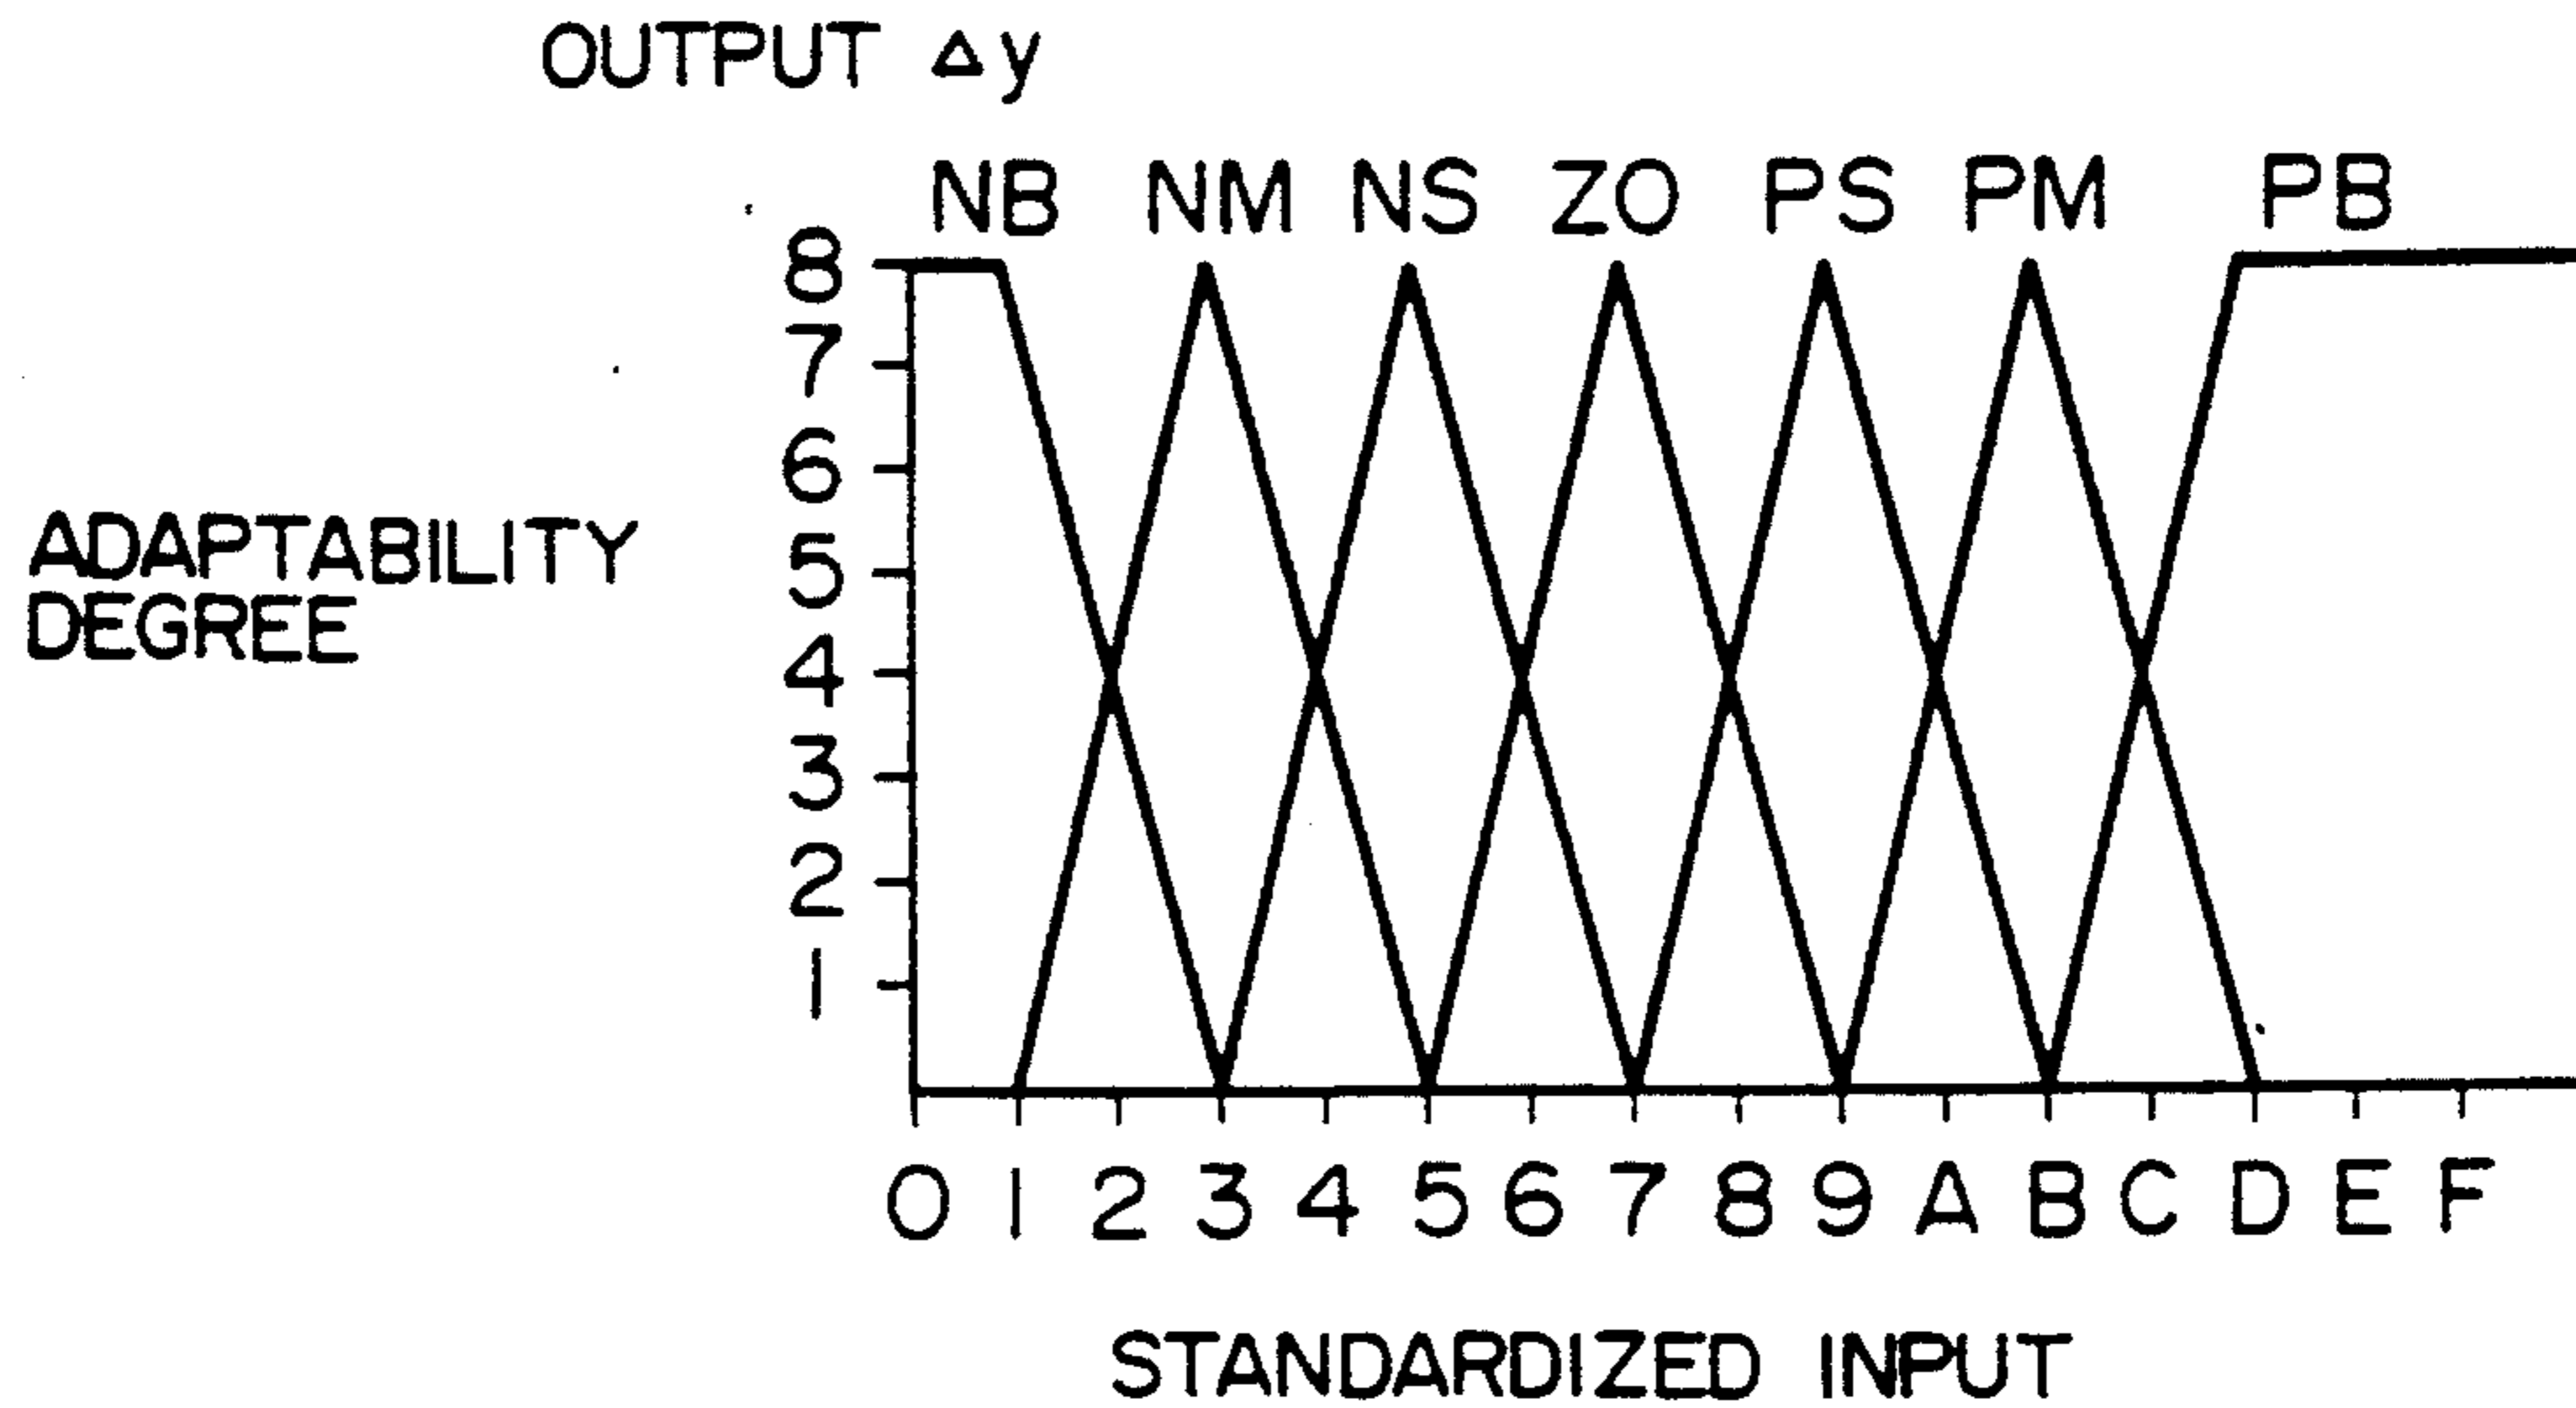 OUTPUT Δy
NB NM NS ZO PS PM PB
8
7
6
5
4
3
2
1
ADAPTABILITY
DEGREE
0 1 2 3 4 5 6 7 8 9 A B C D E F
STANDARDIZED INPUT